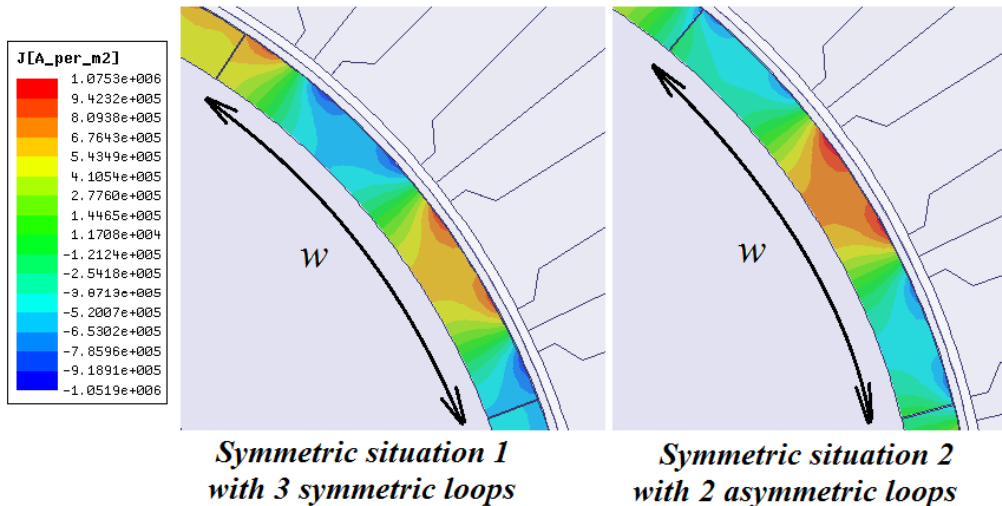 J[A_per_m2]
1.0753e+006
9.4232e+005
8.0938e+005
6.7643e+005
5.4349e+005
4.1054e+005
2.7760e+005
1.4465e+005
1.1708e+004
-1.2124e+005
-2.5418e+005
-3.8713e+005
-5.2007e+005
-6.5302e+005
-7.8596e+005
-9.1891e+005
-1.0519e+006
w
w
Symmetric situation 1
with 3 symmetric loops
Symmetric situation 2
with 2 asymmetric loops